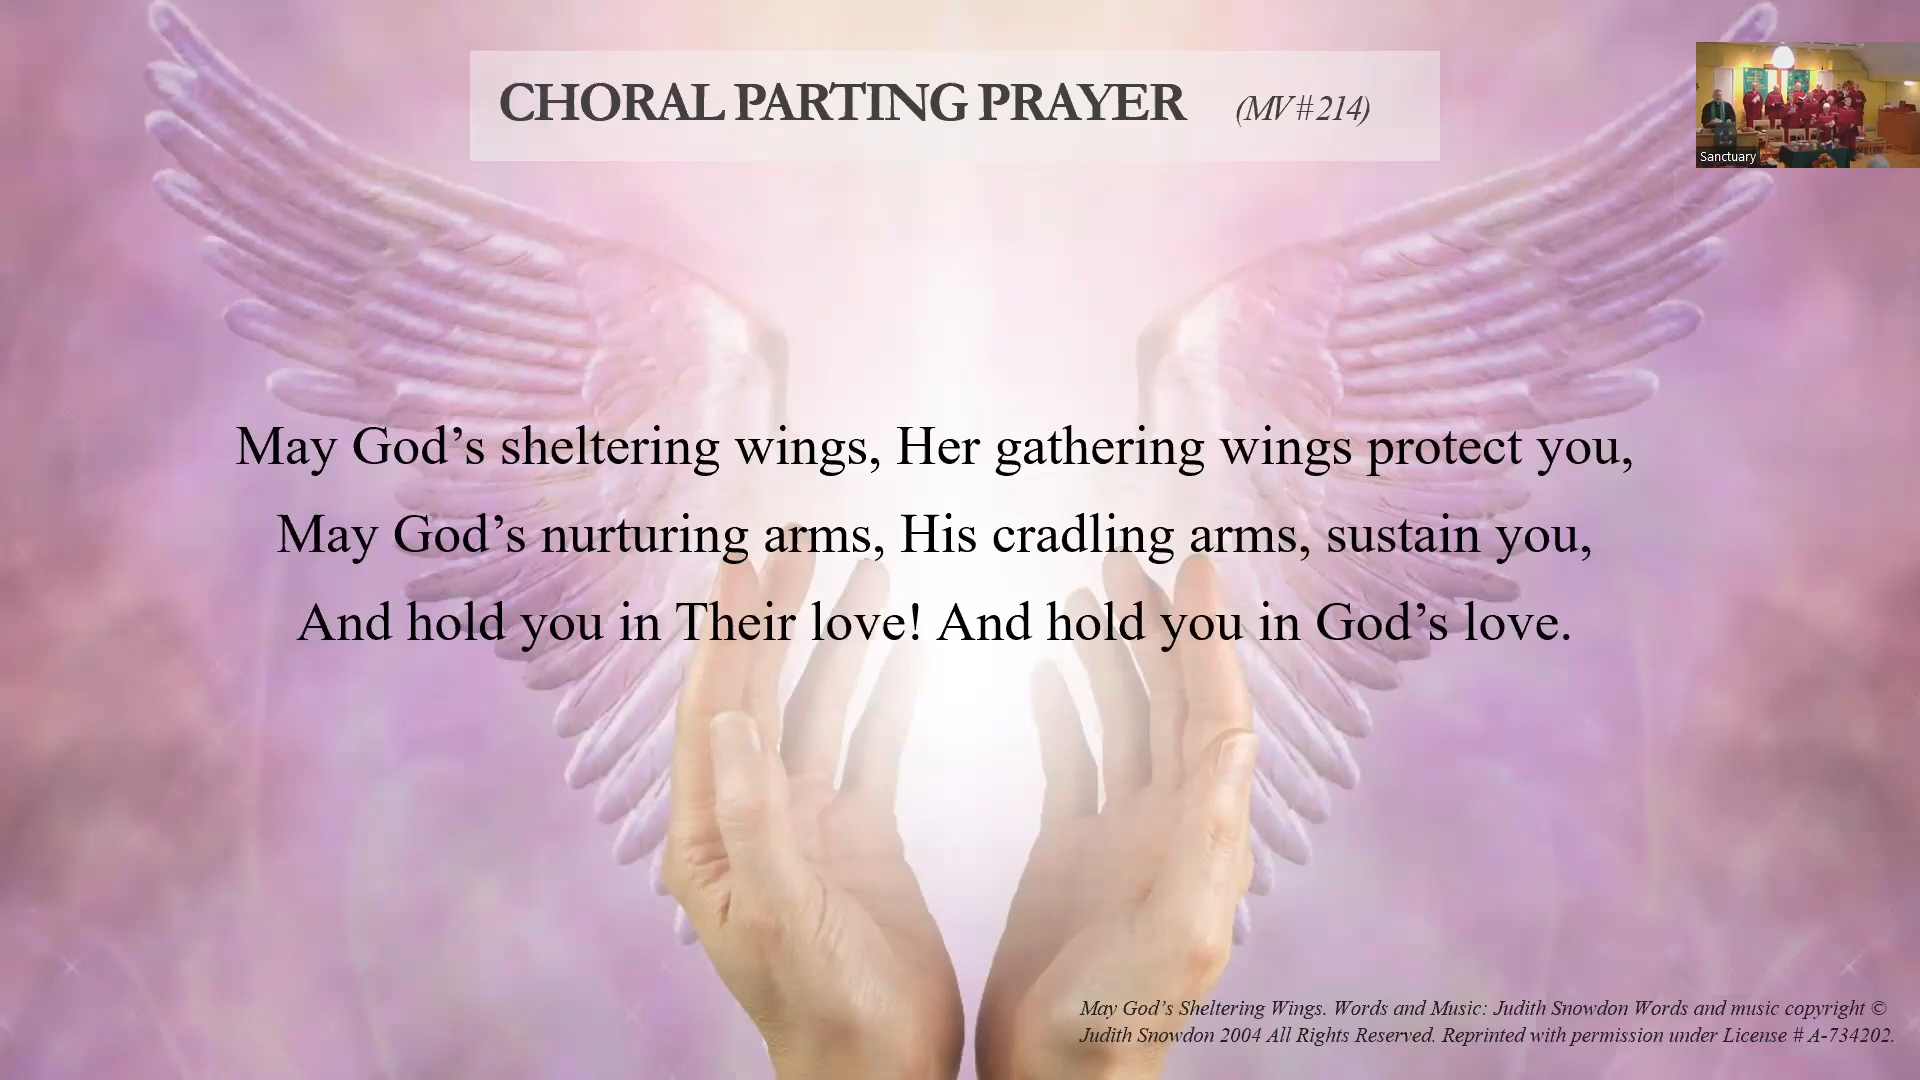 CHORAL PARTING PRAYER (MV#214)
Sanctuary
May God’s sheltering wings, Her gathering wings protect you,
May God’s nurturing arms, His cradling arms, sustain you,
And hold you in Their love! And hold you in God’s love.
May God’s Sheltering Wings. Words and Music: Judith Snowdon Words and music copyright ©
Judith Snowdon 2004 All Rights Reserved. Reprinted with permission under License # A-734202.